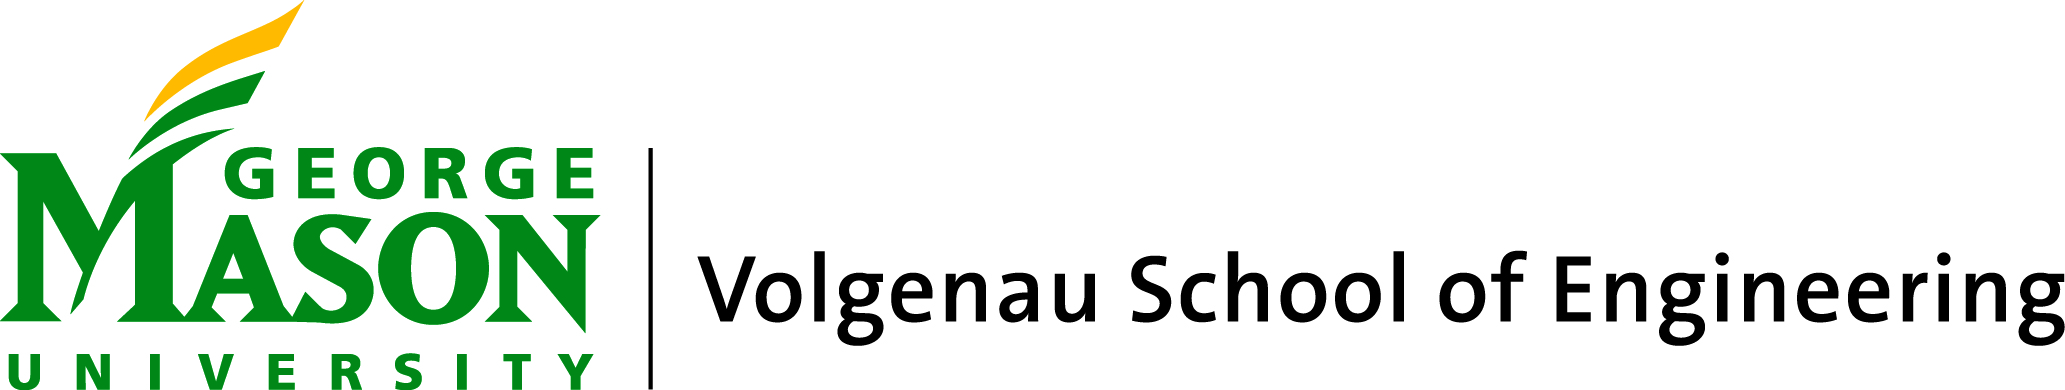 GEORGE
MASON
UNIVERSITY
Volgenau School of Engineering